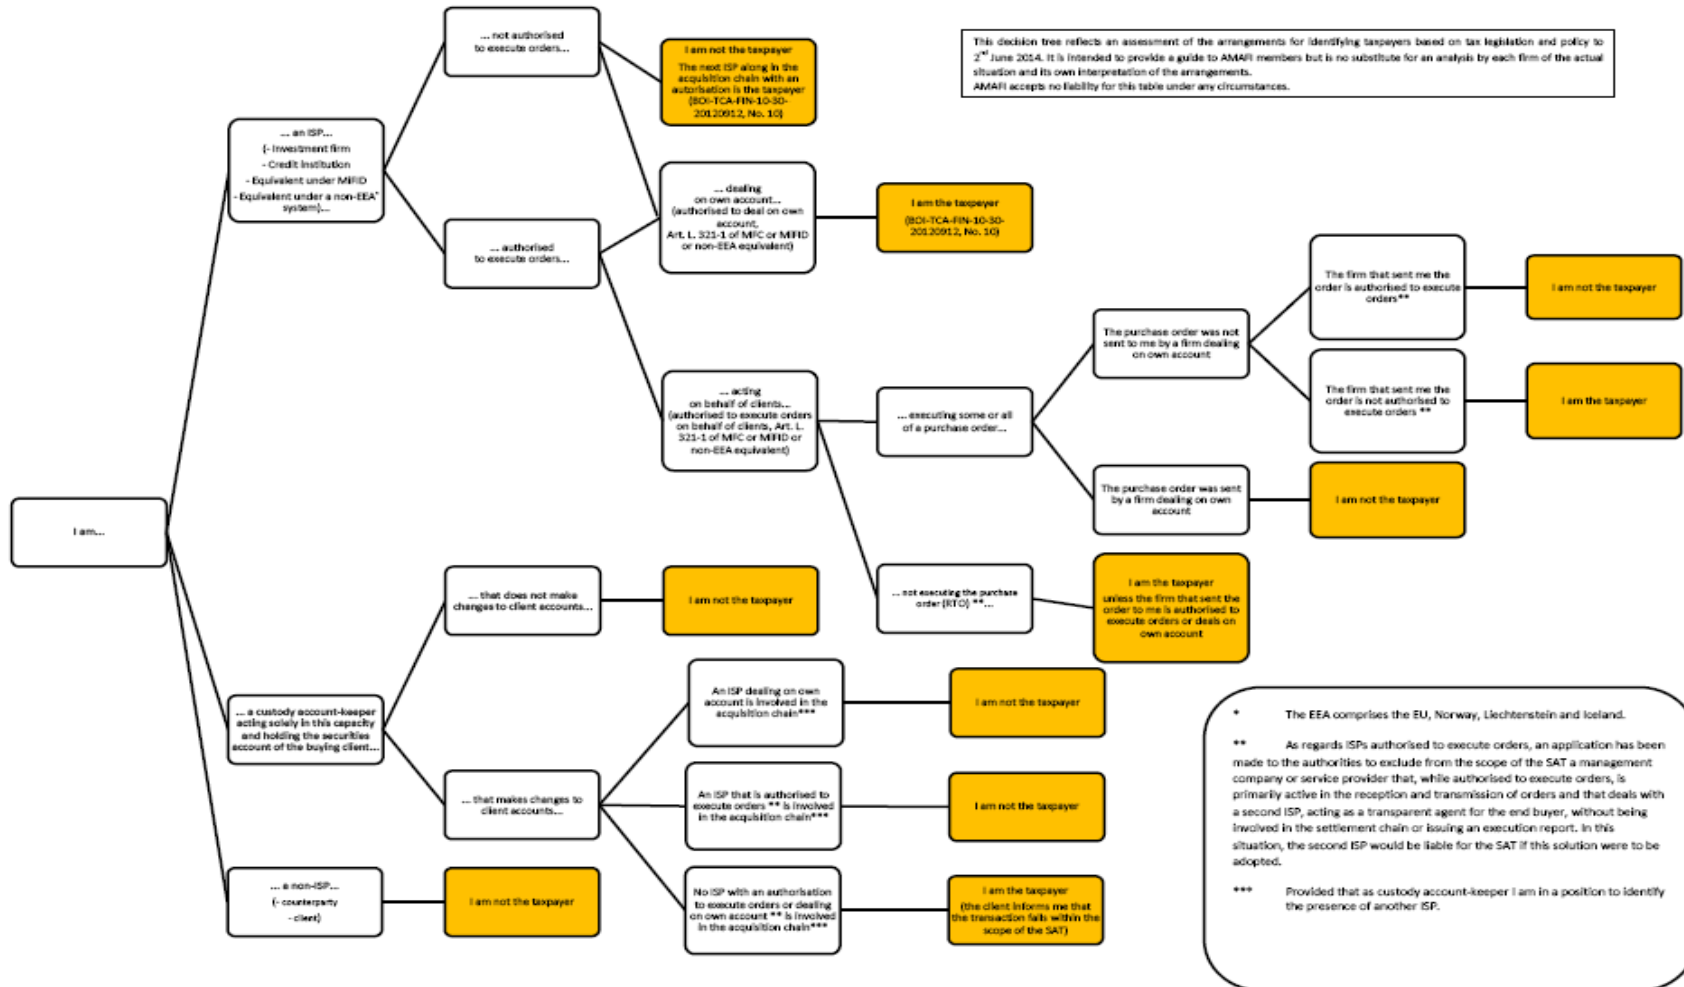 This decision tree reflects an assessment of the arrangements for identifying taxpayers based on tax legislation and policy to
2nd June 2014. It is intended to provide a guide to AMAFI members but is no substitute for an analysis by each firm of the actual
situation and its own interpretation of the arrangements.
AMAFI accepts no liability for this table under any circumstances.
I am...
... an ISP...
(- Investment firm
- Credit institution
- Equivalent under MiFID
- Equivalent under a non-EEA*
system)...
... not authorised
to execute orders...
I am not the taxpayer
The next ISP along in the
acquisition chain with an
autorisation is the taxpayer
(BOI-TCA-FIN-10-30-
20120912, No. 10)
... authorised
to execute orders...
... dealing
on own account...
(authorised to deal on own
account,
Art. L. 321-1 of MFC or MiFID
or non-EEA equivalent)
I am the taxpayer
(BOI-TCA-FIN-10-30-
20120912, No. 10)
... acting
on behalf of clients...
(authorised to execute orders
on behalf of clients, Art. L.
321-1 of MFC or MiFID or
non-EEA equivalent)
... executing some or all
of a purchase order...
The purchase order was not
sent to me by a firm dealing
on own account
The firm that sent me the
order is authorised to execute
orders**
I am not the taxpayer
The firm that sent me the
order is not authorised to
execute orders **
I am the taxpayer
The purchase order was sent
by a firm dealing on own
account
I am not the taxpayer
... not executing the purchase
order (RTO) **...
I am the taxpayer
unless the firm that sent the
order to me is authorised to
execute orders or deals on
own account
... a custody account-keeper
acting solely in this capacity
and holding the securities
account of the buying client...
... that does not make
changes to client accounts...
I am not the taxpayer
... that makes changes to
client accounts...
An ISP dealing on own
account is involved in the
acquisition chain***
I am not the taxpayer
An ISP that is authorised to
execute orders ** is involved
in the acquisition chain***
I am not the taxpayer
No ISP with an authorisation
to execute orders or dealing
on own account ** is involved
in the acquisition chain***
I am the taxpayer
(the client informs me that
the transaction falls within the
scope of the SAT)
... a non-ISP...
(- counterparty
- client)
I am not the taxpayer
* The EEA comprises the EU, Norway, Liechtenstein and Iceland.
** As regards ISPs authorised to execute orders, an application has been
made to the authorities to exclude from the scope of the SAT a management
company or service provider that, while authorised to execute orders, is
primarily active in the reception and transmission of orders and that deals with
a second ISP, acting as a transparent agent for the end buyer, without being
involved in the settlement chain or issuing an execution report. In this
situation, the second ISP would be liable for the SAT if this solution were to be
adopted.
*** Provided that as custody account-keeper I am in a position to identify
the presence of another ISP.